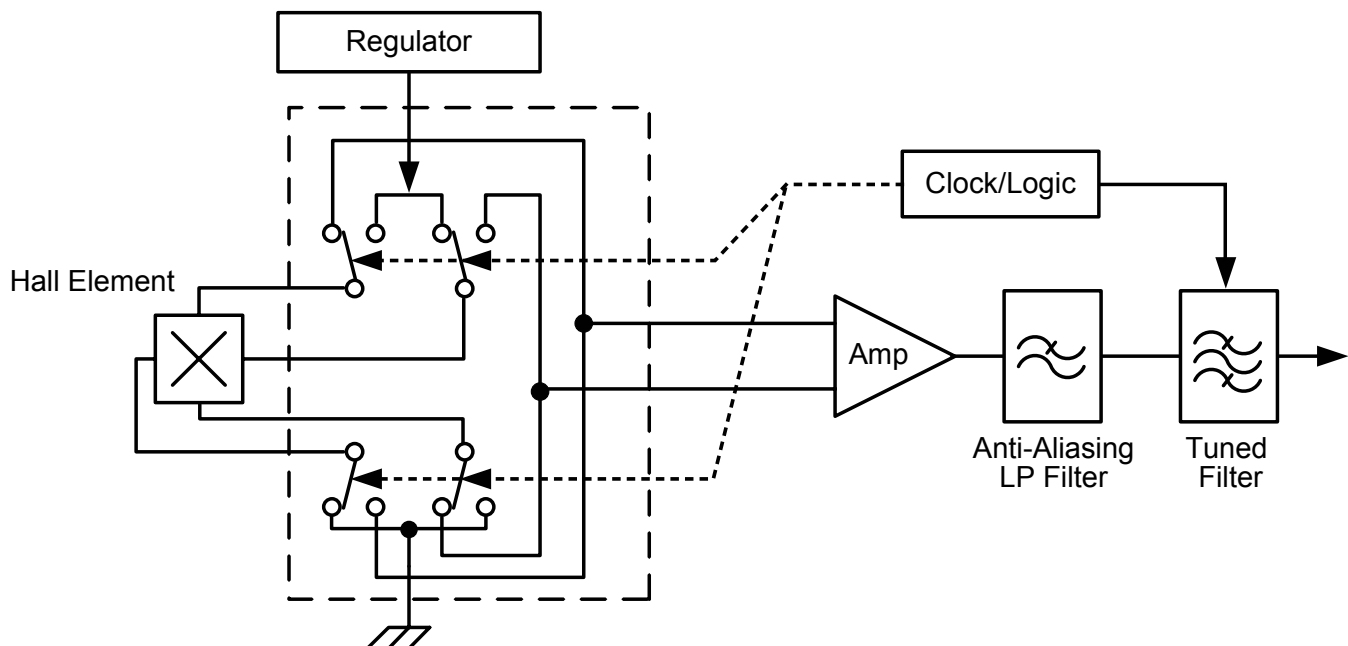 Regulator
Clock/Logic
Hall Element
Amp
Anti-Aliasing
LP Filter
Tuned
Filter